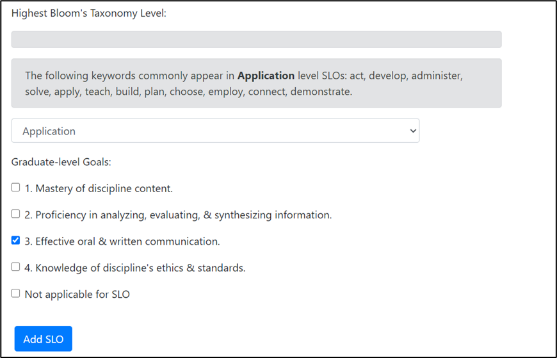 Highest Bloom's Taxonomy Level:
The following keywords commonly appear in Application level SLOs: act, develop, administer,
solve, apply, teach, build, plan, choose, employ, connect, demonstrate.
Application
Graduate-level Goals:
1. Mastery of discipline content.
2. Proficiency in analyzing, evaluating, & synthesizing information.
3. Effective oral & written communication.
4. Knowledge of discipline's ethics & standards.
Not applicable for SLO
Add SLO